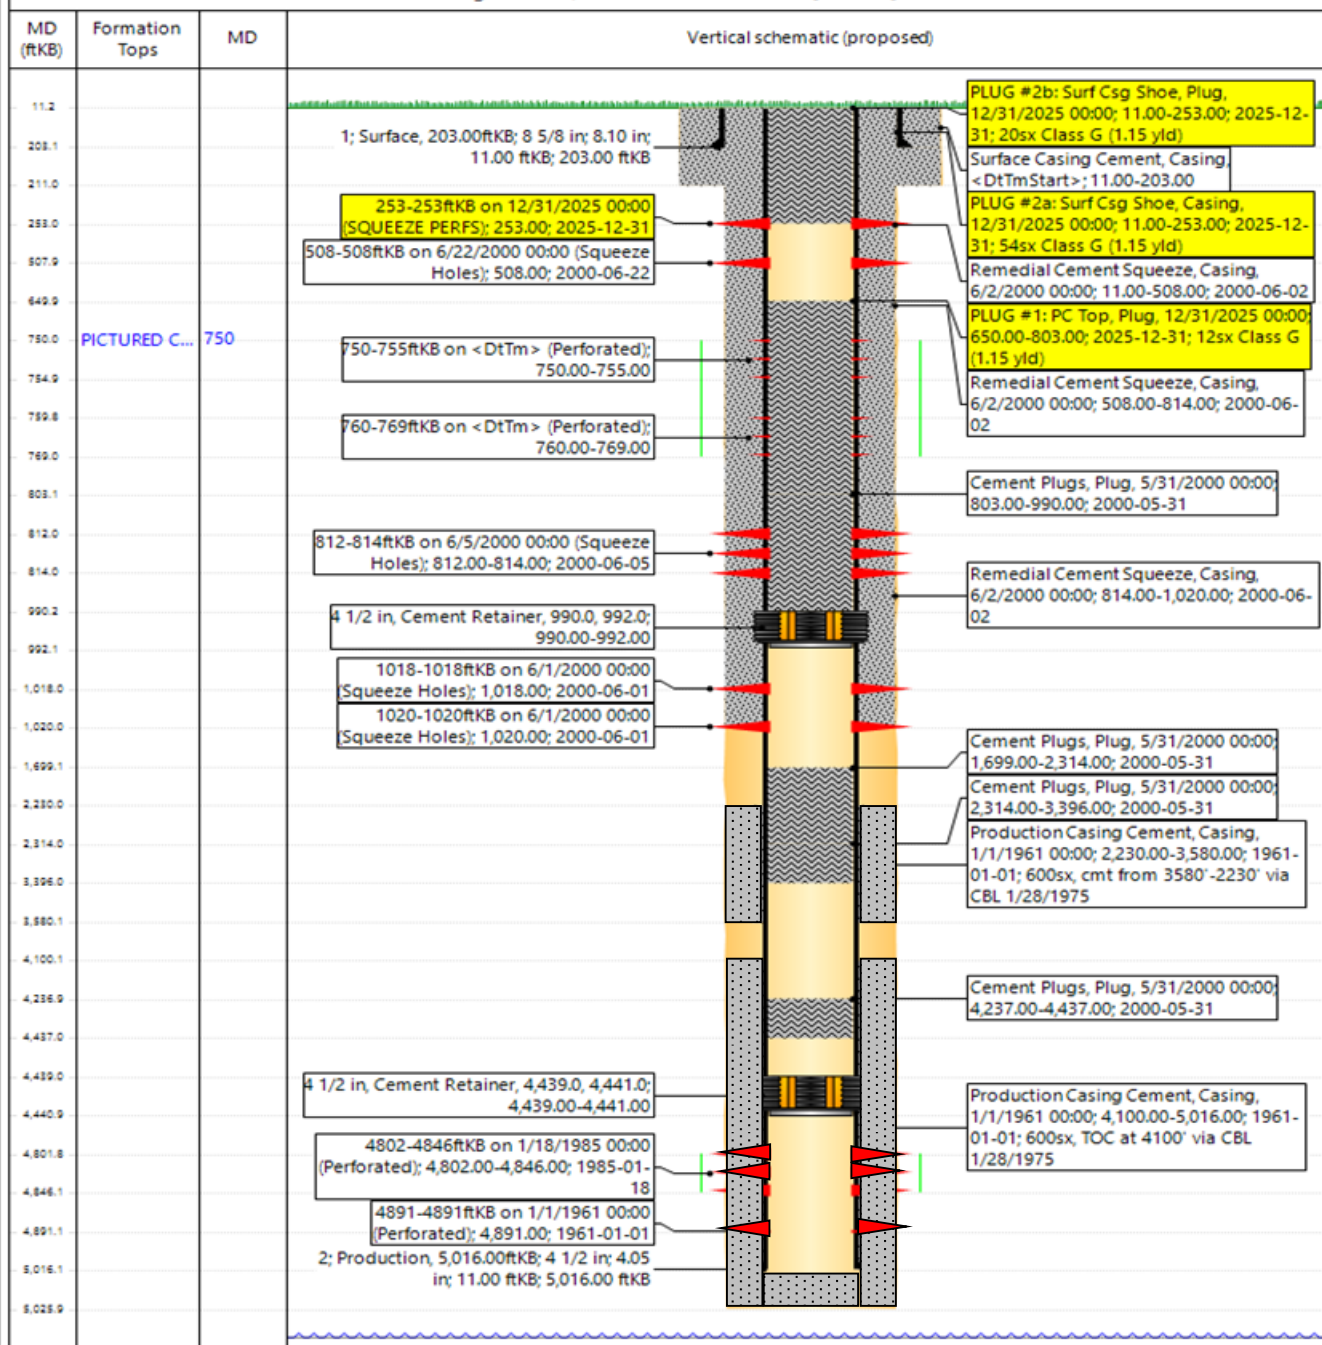 MD
(ftKB)
Formation
Tops
MD
Vertical schematic (proposed)
11.2
203.1
211.0
253.0
507.9
649.9
750.0
754.9
759.8
769.0
803.1
812.0
814.0
990.2
992.1
1,018.0
1,020.0
1,699.1
2,230.0
2,314.0
3,396.0
3,580.1
4,100.1
4,236.9
4,437.0
4,439.0
4,440.9
4,801.8
4,846.1
4,891.1
5,016.1
5,025.9
PICTURED C... 750
1; Surface, 203.00ftKB; 8 5/8 in; 8.10 in;
11.00 ftKB; 203.00 ftKB
253-253ftKB on 12/31/2025 00:00
(SQUEEZE PERFS); 253.00; 2025-12-31
508-508ftKB on 6/22/2000 00:00 (Squeeze
Holes); 508.00; 2000-06-22
750-755ftKB on <DtTm> (Perforated);
750.00-755.00
760-769ftKB on <DtTm> (Perforated);
760.00-769.00
812-814ftKB on 6/5/2000 00:00 (Squeeze
Holes); 812.00-814.00; 2000-06-05
4 1/2 in, Cement Retainer, 990.0, 992.0;
990.00-992.00
1018-1018ftKB on 6/1/2000 00:00
(Squeeze Holes); 1,018.00; 2000-06-01
1020-1020ftKB on 6/1/2000 00:00
(Squeeze Holes); 1,020.00; 2000-06-01
4 1/2 in, Cement Retainer, 4,439.0, 4,441.0;
4,439.00-4,441.00
4802-4846ftKB on 1/18/1985 00:00
(Perforated); 4,802.00-4,846.00; 1985-01-
18
4891-4891ftKB on 1/1/1961 00:00
(Perforated); 4,891.00; 1961-01-01
2; Production, 5,016.00ftKB; 4 1/2 in; 4.05
in; 11.00 ftKB; 5,016.00 ftKB
PLUG #2b: Surf Csg Shoe, Plug,
12/31/2025 00:00; 11.00-253.00; 2025-12-
31; 20sx Class G (1.15 yld)
Surface Casing Cement, Casing,
<DtTmStart>; 11.00-203.00
PLUG #2a: Surf Csg Shoe, Casing,
12/31/2025 00:00; 11.00-253.00; 2025-12-
31; 54sx Class G (1.15 yld)
Remedial Cement Squeeze, Casing,
6/2/2000 00:00; 11.00-508.00; 2000-06-02
PLUG #1: PC Top, Plug, 12/31/2025 00:00;
650.00-803.00; 2025-12-31; 12sx Class G
(1.15 yld)
Remedial Cement Squeeze, Casing,
6/2/2000 00:00; 508.00-814.00; 2000-06-
02
Cement Plugs, Plug, 5/31/2000 00:00;
803.00-990.00; 2000-05-31
Remedial Cement Squeeze, Casing,
6/2/2000 00:00; 814.00-1,020.00; 2000-06-
02
Cement Plugs, Plug, 5/31/2000 00:00;
1,699.00-2,314.00; 2000-05-31
Cement Plugs, Plug, 5/31/2000 00:00;
2,314.00-3,396.00; 2000-05-31
Production Casing Cement, Casing,
1/1/1961 00:00; 2,230.00-3,580.00; 1961-
01-01; 600sx, cmt from 3580'-2230' via
CBL 1/28/1975
Cement Plugs, Plug, 5/31/2000 00:00;
4,237.00-4,437.00; 2000-05-31
Production Casing Cement, Casing,
1/1/1961 00:00; 4,100.00-5,016.00; 1961-
01-01; 600sx, TOC at 4100' via CBL
1/28/1975